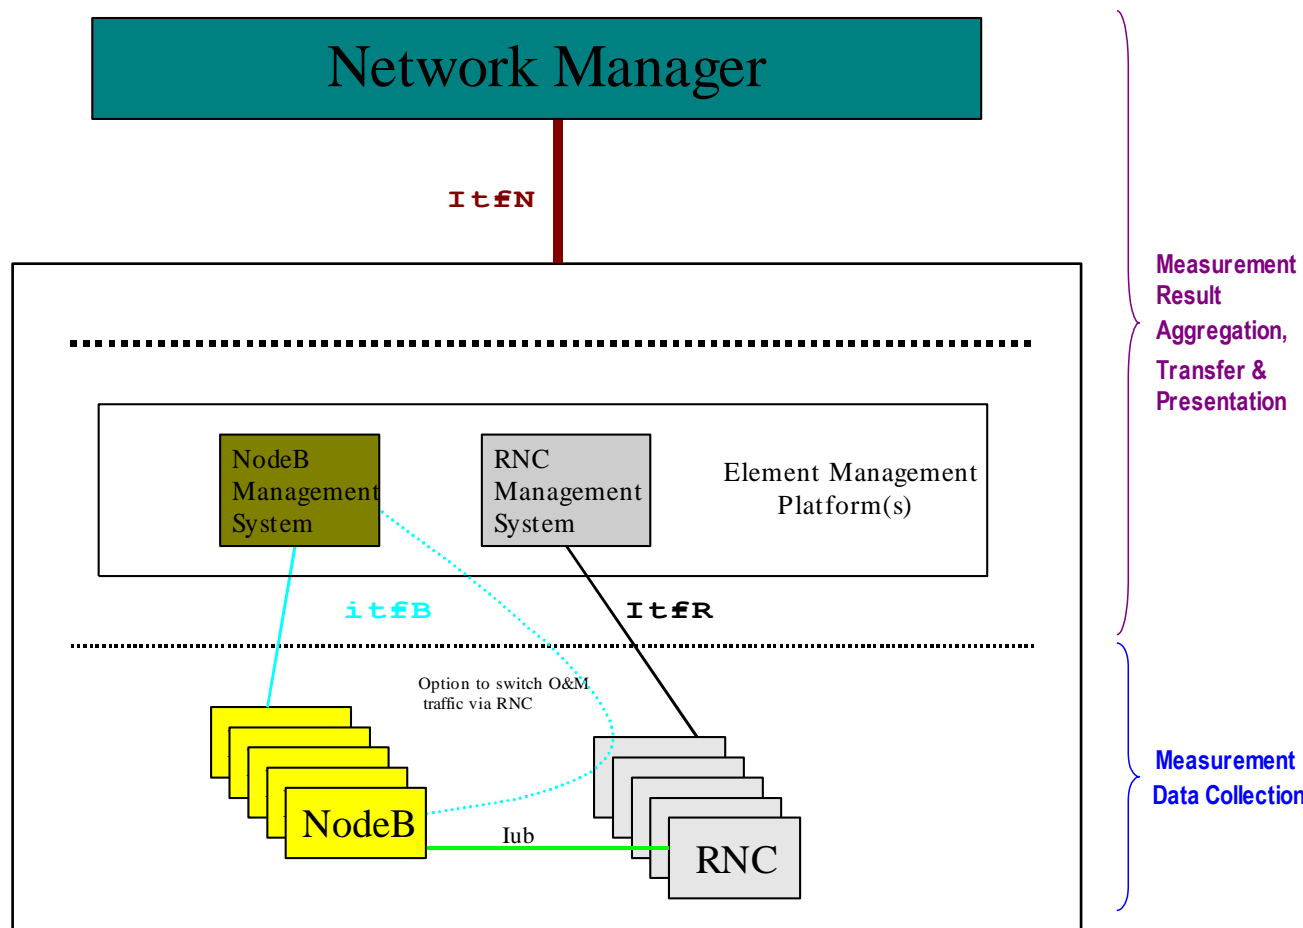 Network Manager
ItfN
Measurement
Result
Aggregation,
Transfer &
Presentation
NodeB
Management
System
RNC
Management
System
Element Management
Platform(s)
itfB
ItfR
Option to switch O&M
traffic via RNC
NodeB
Iub
RNC
Measurement
Data Collection